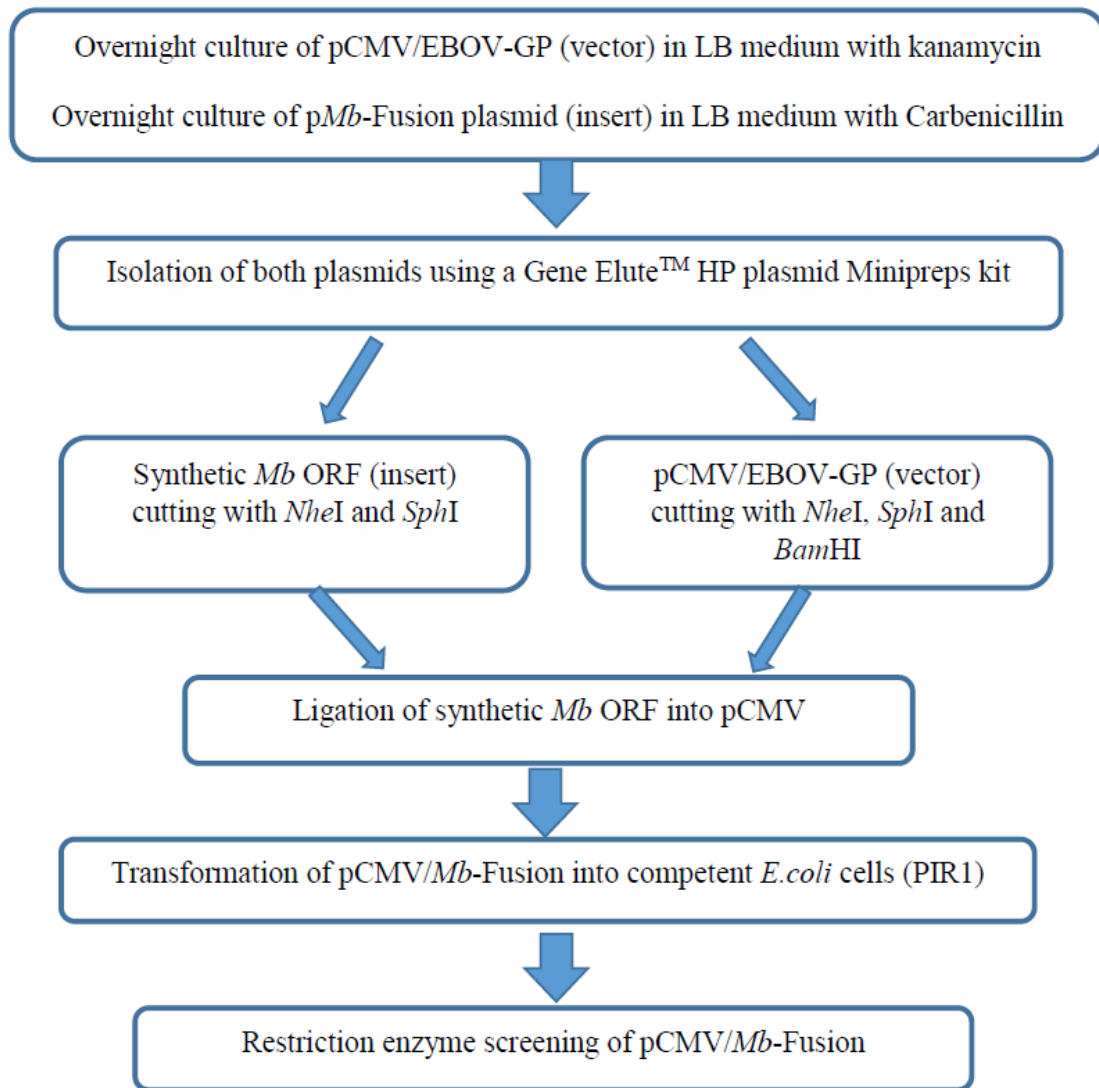 Overnight culture of pCMV/EBOV-GP (vector) in LB medium with kanamycin
Overnight culture of pMb-Fusion plasmid (insert) in LB medium with Carbenicillin
Isolation of both plasmids using a Gene Elute™ HP plasmid Minipreps kit
Synthetic Mb ORF (insert)
cutting with NheI and SphI
pCMV/EBOV-GP (vector)
cutting with NheI, SphI and
BamHI
Ligation of synthetic Mb ORF into pCMV
Transformation of pCMV/Mb-Fusion into competent E.coli cells (PIR1)
Restriction enzyme screening of pCMV/Mb-Fusion